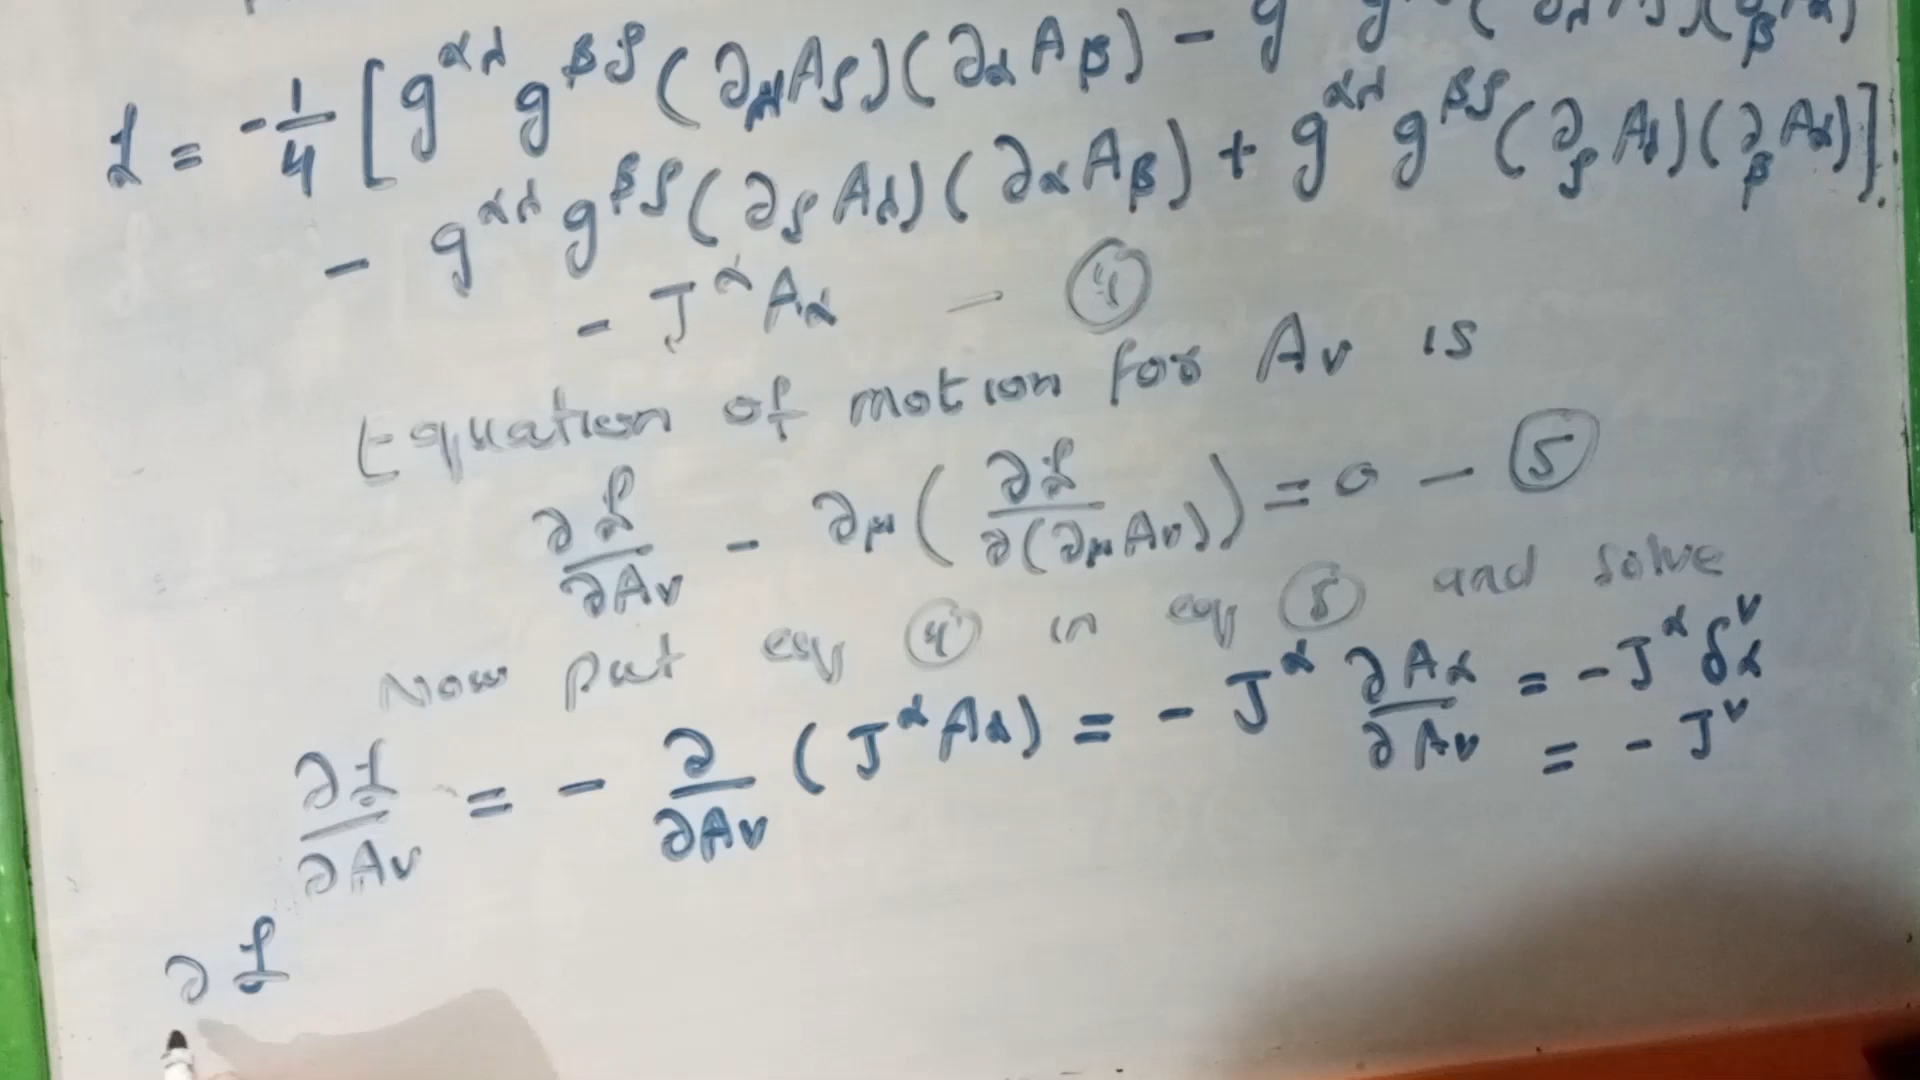 ℒ = -1/4 [ g^{αλ} g^{βρ} (∂_λ A_ρ)(∂_α A_β) -
- g^{αλ} g^{βρ} (∂_ρ A_λ)(∂_α A_β) + g^{αλ} g^{βρ} (∂_ρ A_λ)(∂_β A_α) ]
- J^α A_α — ④
Equation of motion for A_ν is
∂ℒ/∂A_ν - ∂_μ ( ∂ℒ/∂(∂_μ A_ν) ) = 0 — ⑤
Now put eq ④ in eq ⑤ and solve
∂ℒ/∂A_ν = - ∂/∂A_ν (J^α A_α) = - J^α ∂A_α/∂A_ν = - J^α δ^ν_α
= - J^ν
∂ℒ